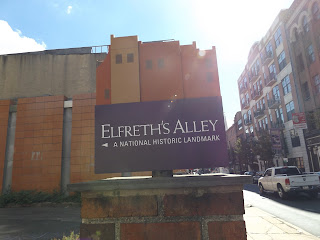 ELFRETH'S ALLEY
◄ A NATIONAL HISTORIC LANDMARK